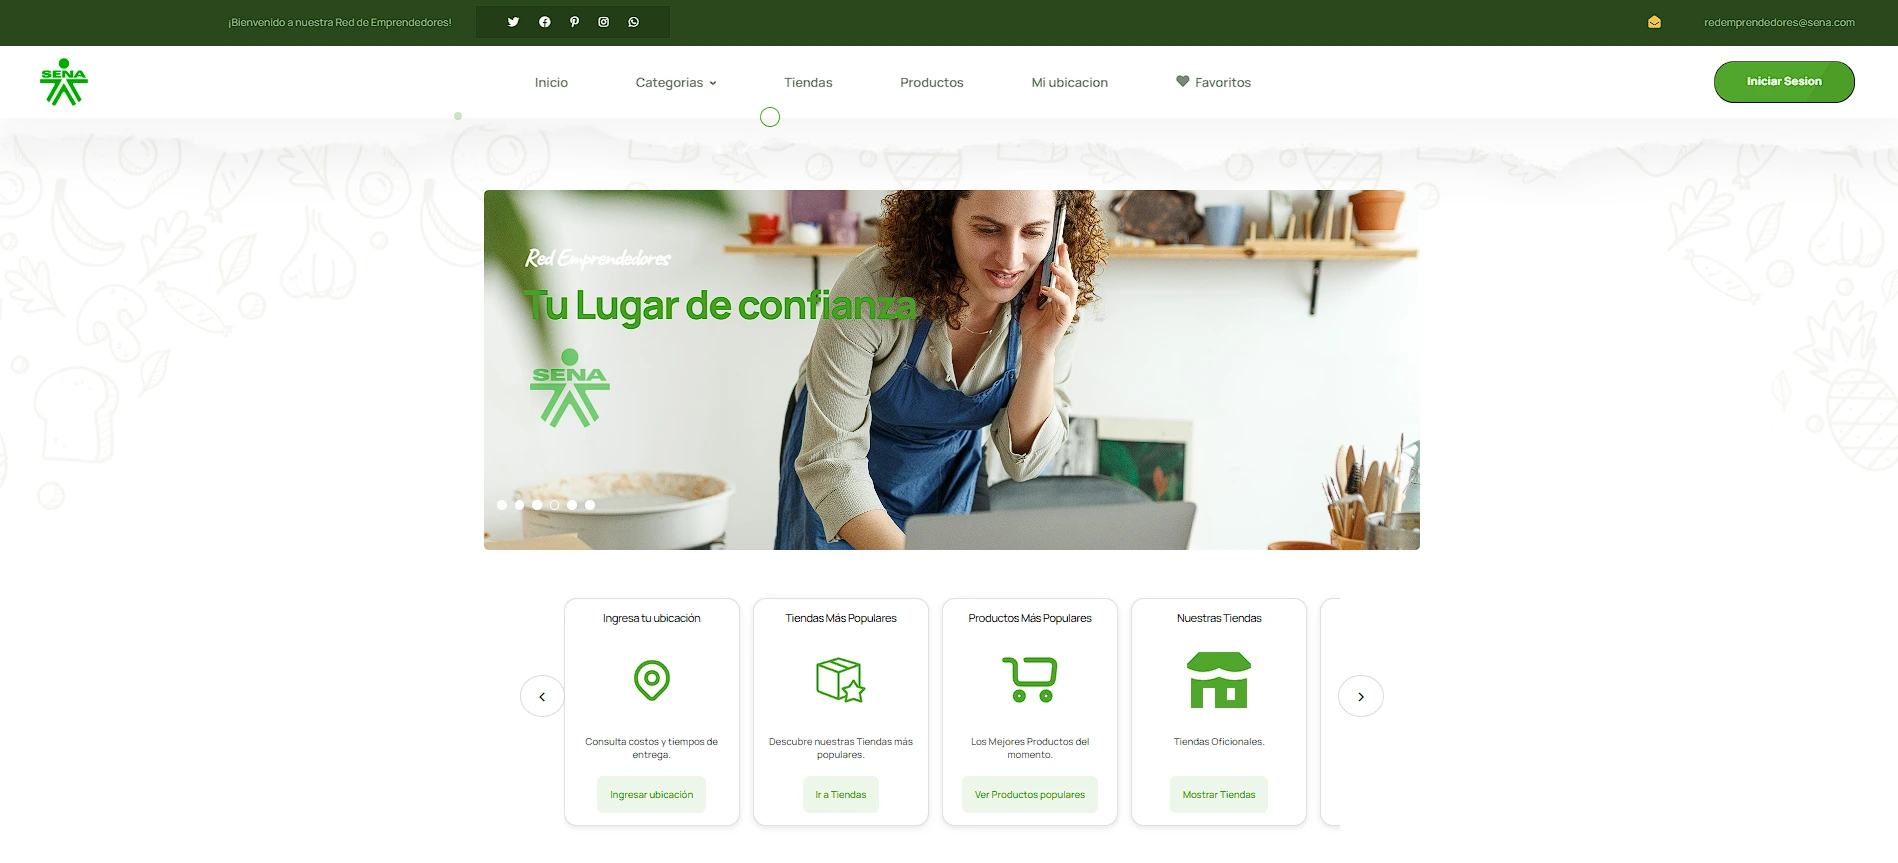 ¡Bienvenido a nuestra Red de Emprendedores!
redemprendedores@sena.com
SENA
Inicio
Categorias
Tiendas
Productos
Mi ubicacion
Favoritos
Iniciar Sesion
Red Emprendedores
Tu Lugar de confianza
SENA
Ingresa tu ubicación
Consulta costos y tiempos de
entrega.
Ingresar ubicación
Tiendas Más Populares
Descubre nuestras Tiendas más
populares.
Ir a Tiendas
Productos Más Populares
Los Mejores Productos del
momento.
Ver Productos populares
Nuestras Tiendas
Tiendas Oficionales.
Mostrar Tiendas